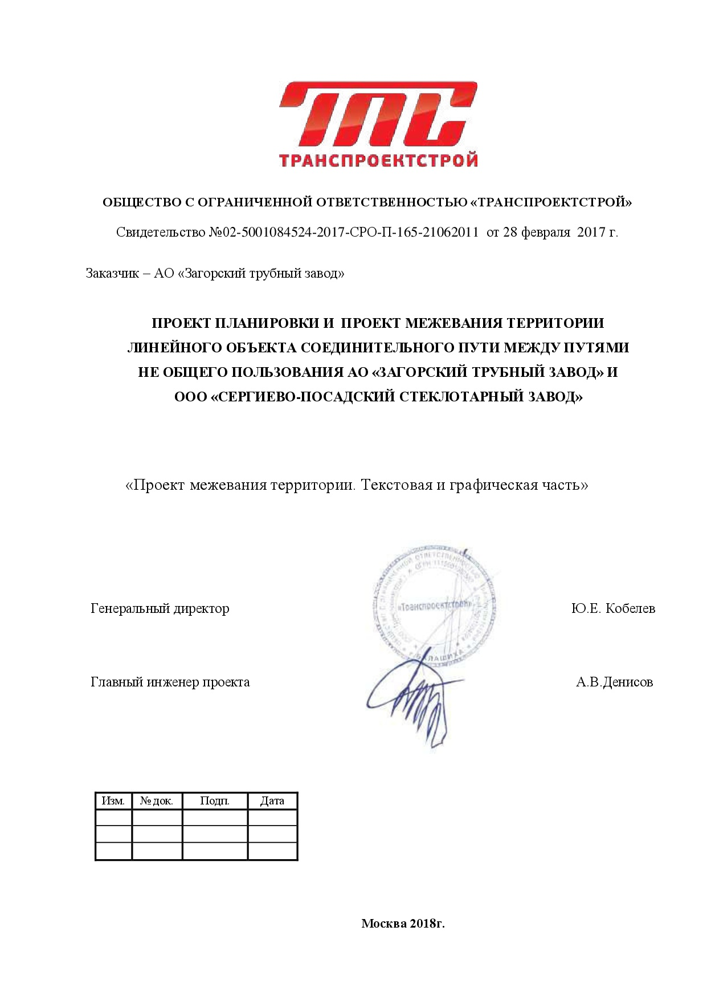 ТПС
ТРАНСПРОЕКТСТРОЙ
ОБЩЕСТВО С ОГРАНИЧЕННОЙ ОТВЕТСТВЕННОСТЬЮ «ТРАНСПРОЕКТСТРОЙ»
Свидетельство №02-5001084524-2017-СРО-П-165-21062011 от 28 февраля 2017 г.
Заказчик – АО «Загорский трубный завод»
ПРОЕКТ ПЛАНИРОВКИ И ПРОЕКТ МЕЖЕВАНИЯ ТЕРРИТОРИИ
ЛИНЕЙНОГО ОБЪЕКТА СОЕДИНИТЕЛЬНОГО ПУТИ МЕЖДУ ПУТЯМИ
НЕ ОБЩЕГО ПОЛЬЗОВАНИЯ АО «ЗАГОРСКИЙ ТРУБНЫЙ ЗАВОД» И
ООО «СЕРГИЕВО-ПОСАДСКИЙ СТЕКЛОТАРНЫЙ ЗАВОД»
«Проект межевания территории. Текстовая и графическая часть»
«Транспроектстрой»
БАЛАШИХА
Генеральный директор Ю.Е. Кобелев
Главный инженер проекта А.В.Денисов
Изм. № док. Подп. Дата
Москва 2018г.